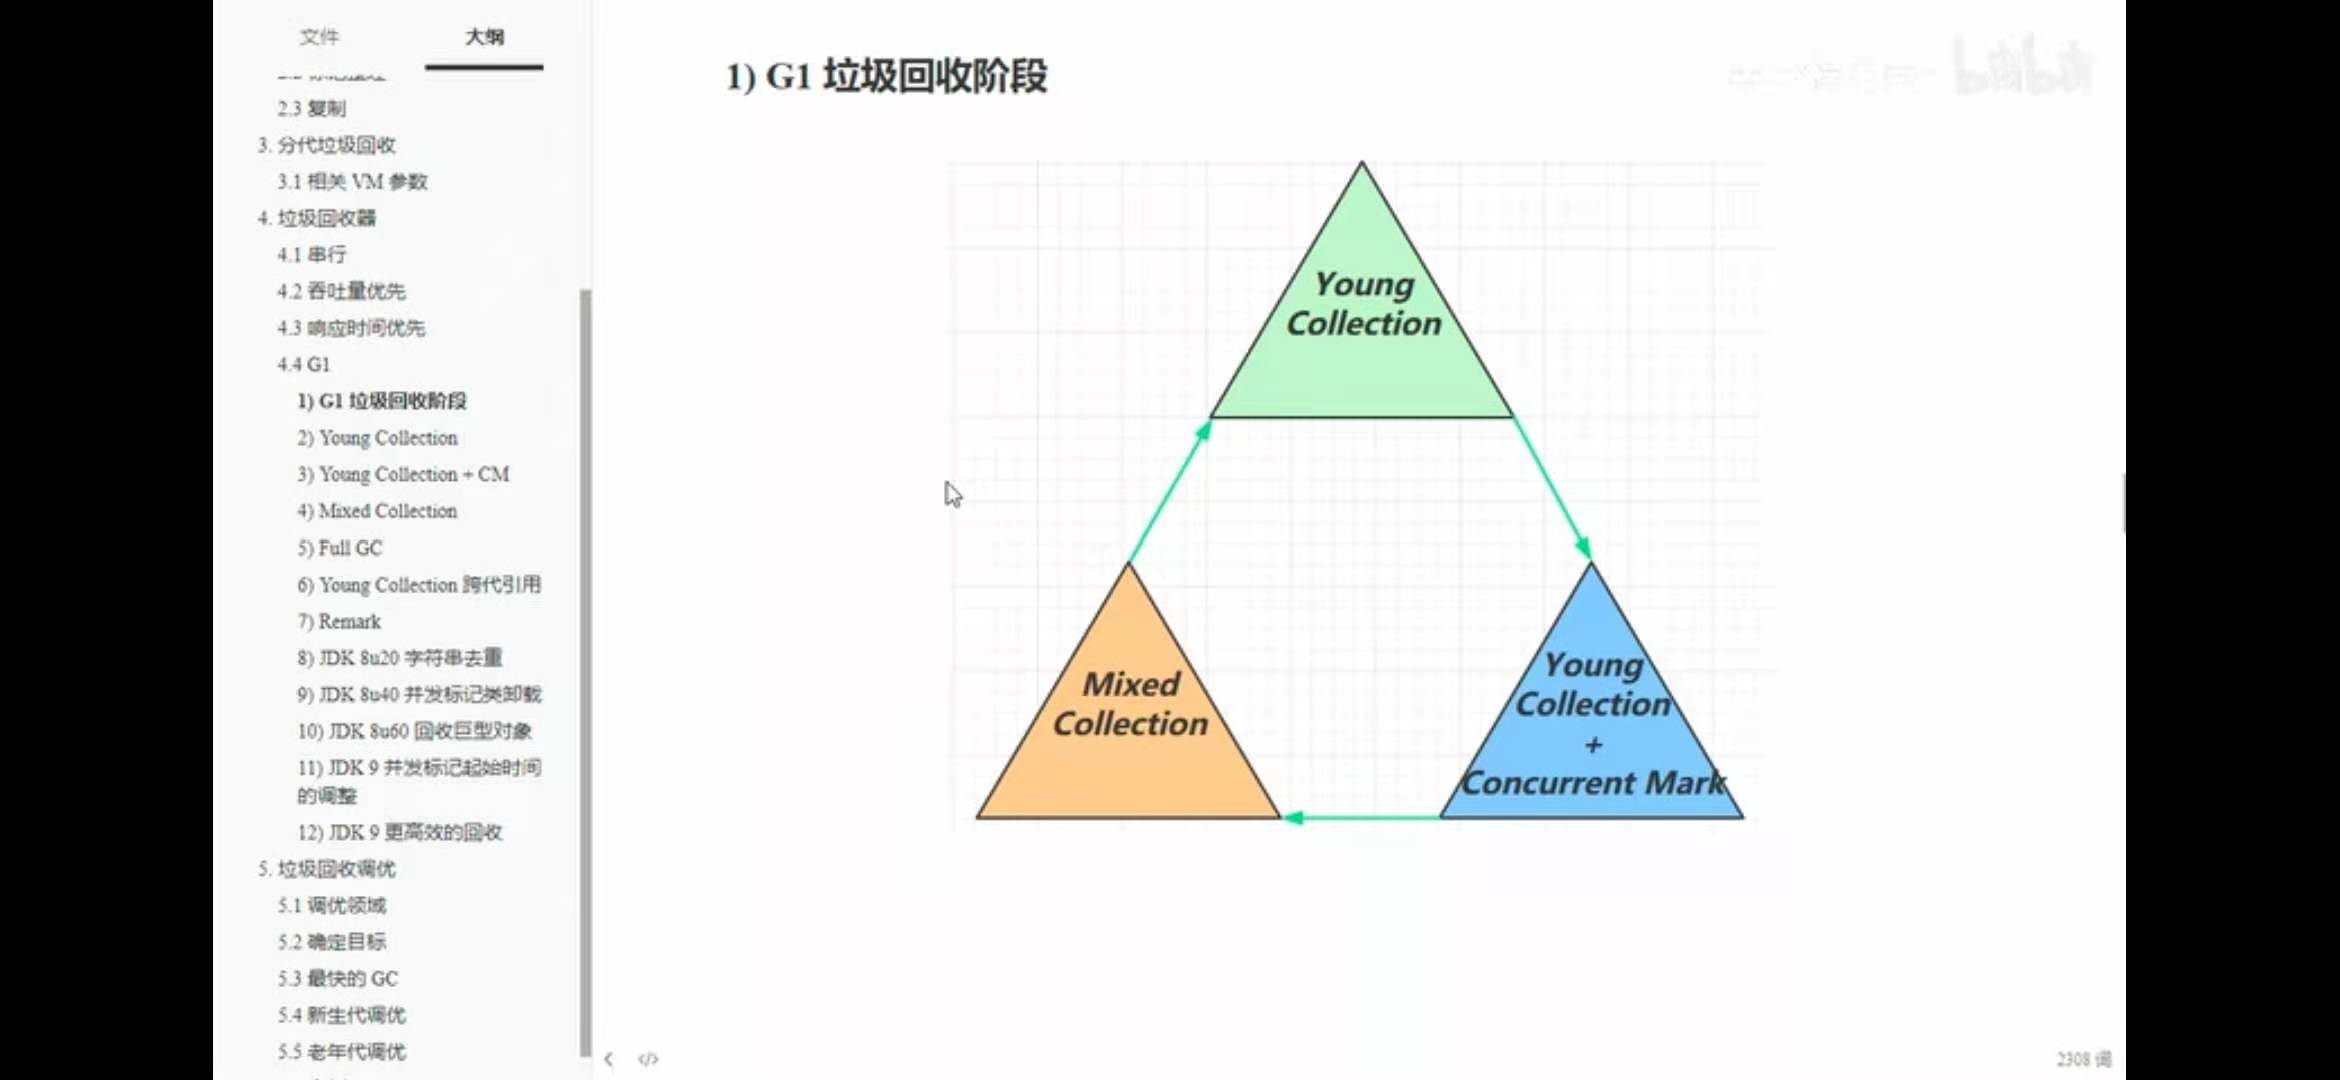 文件
大纲
2.3 复制
3. 分代垃圾回收
3.1 相关 VM 参数
4. 垃圾回收器
4.1 串行
4.2 吞吐量优先
4.3 响应时间优先
4.4 G1
1) G1 垃圾回收阶段
2) Young Collection
3) Young Collection + CM
4) Mixed Collection
5) Full GC
6) Young Collection 跨代引用
7) Remark
8) JDK 8u20 字符串去重
9) JDK 8u40 并发标记类卸载
10) JDK 8u60 回收巨型对象
11) JDK 9 并发标记起始时间
的调整
12) JDK 9 更高效的回收
5. 垃圾回收调优
5.1 调优领域
5.2 确定目标
5.3 最快的 GC
5.4 新生代调优
5.5 老年代调优
1) G1 垃圾回收阶段
Young
Collection
Mixed
Collection
Young
Collection
+
Concurrent Mark
2308 词